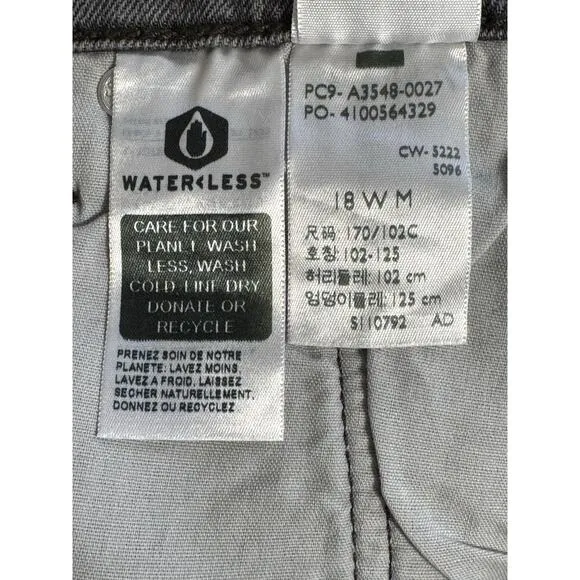 WATER<LESS™
CARE FOR OUR
PLANET. WASH
LESS, WASH
COLD, LINE DRY,
DONATE OR
RECYCLE
PRENEZ SOIN DE NOTRE
PLANETE: LAVEZ MOINS,
LAVEZ A FROID, LAISSEZ
SECHER NATURELLEMENT,
DONNEZ OU RECYCLEZ
PC9- A3548-0027
PO- 4100564329
CW- 5222
5096
18 W M
尺码: 170/102C
호칭: 102-125
허리둘레: 102 cm
엉덩이둘레: 125 cm
S110792 AD